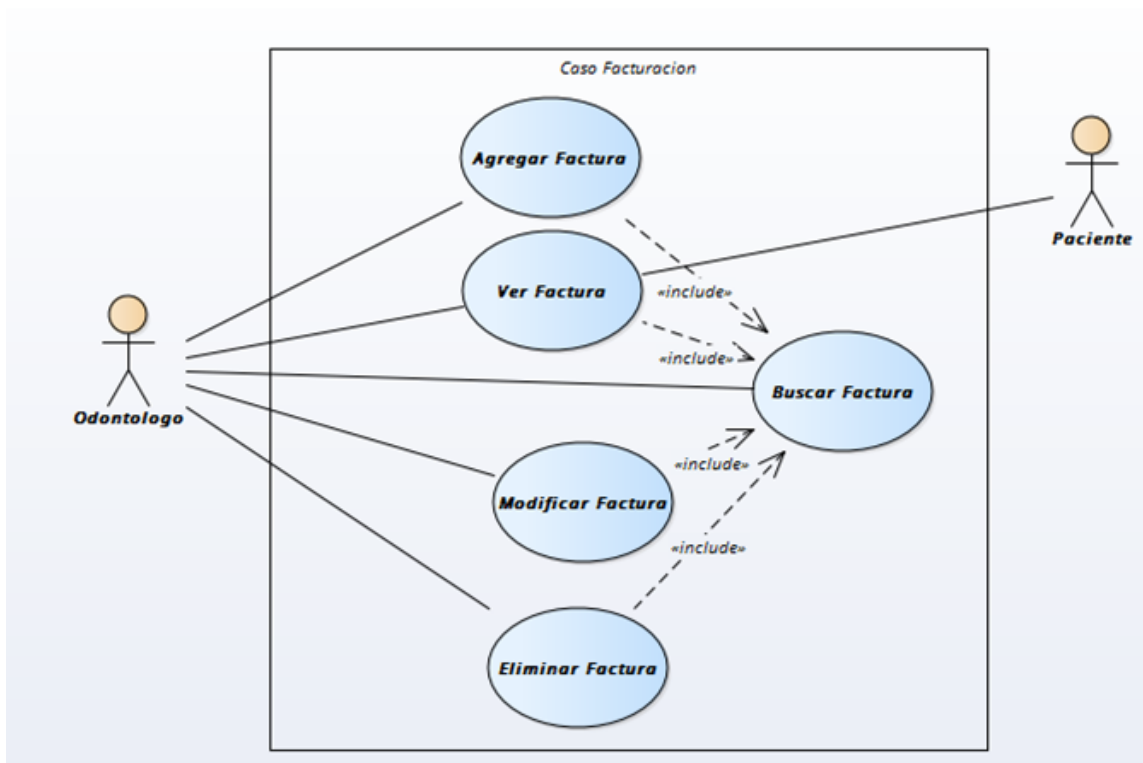 Caso Facturacion
Agregar Factura
Paciente
Ver Factura
«include»
«include»
Odontologo
Buscar Factura
«include»
Modificar Factura
«include»
Eliminar Factura